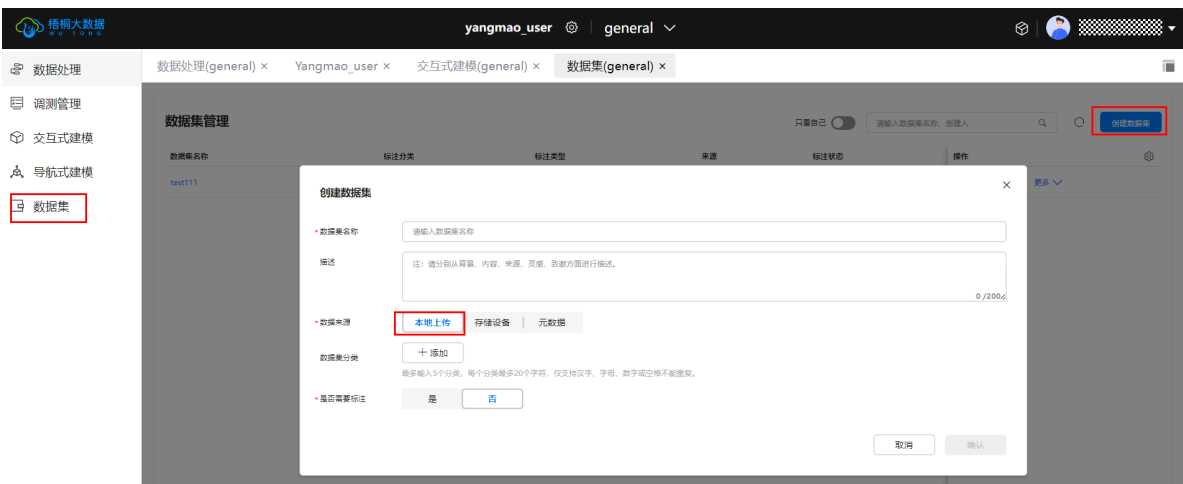 梧桐大数据
WU TONG
yangmao_user
general
数据处理
调测管理
交互式建模
导航式建模
数据集
数据处理(general) ×
Yangmao_user ×
交互式建模(general) ×
数据集(general) ×
数据集管理
只看自己
请输入数据集名称、创建人
创建数据集
数据集名称
标注分类
标注类型
来源
标注状态
操作
test111
更多
创建数据集
* 数据集名称
请输入数据集名称
描述
注：请分别从背景、内容、来源、灵感、致谢方面进行描述。
0 /200
* 数据来源
本地上传
存储设备
元数据
数据集分类
+ 添加
最多输入5个分类，每个分类最多20个字符，仅支持汉字、字母、数字或空格不能重复。
* 是否需要标注
是
否
取消
确认